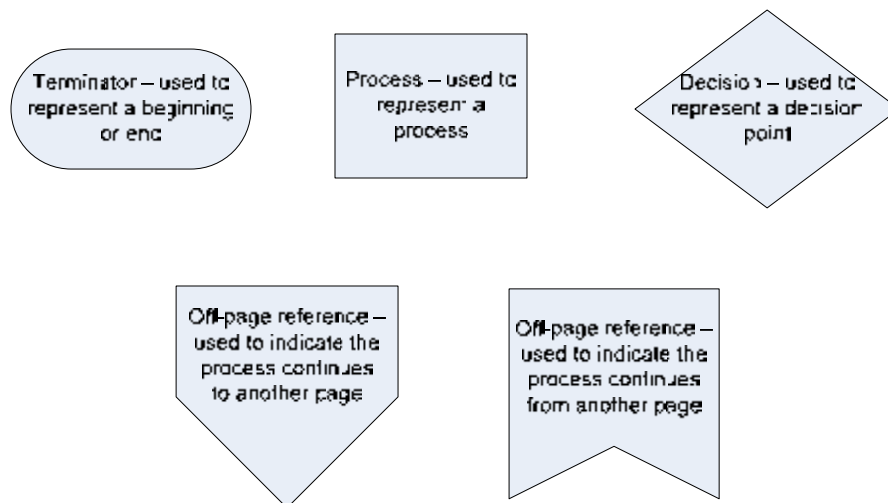 Terminator – used to
represent a beginning
or end
Process – used to
represent a
process
Decision – used to
represent a decision
point
Off-page reference –
used to indicate the
process continues
to another page
Off-page reference –
used to indicate the
process continues
from another page